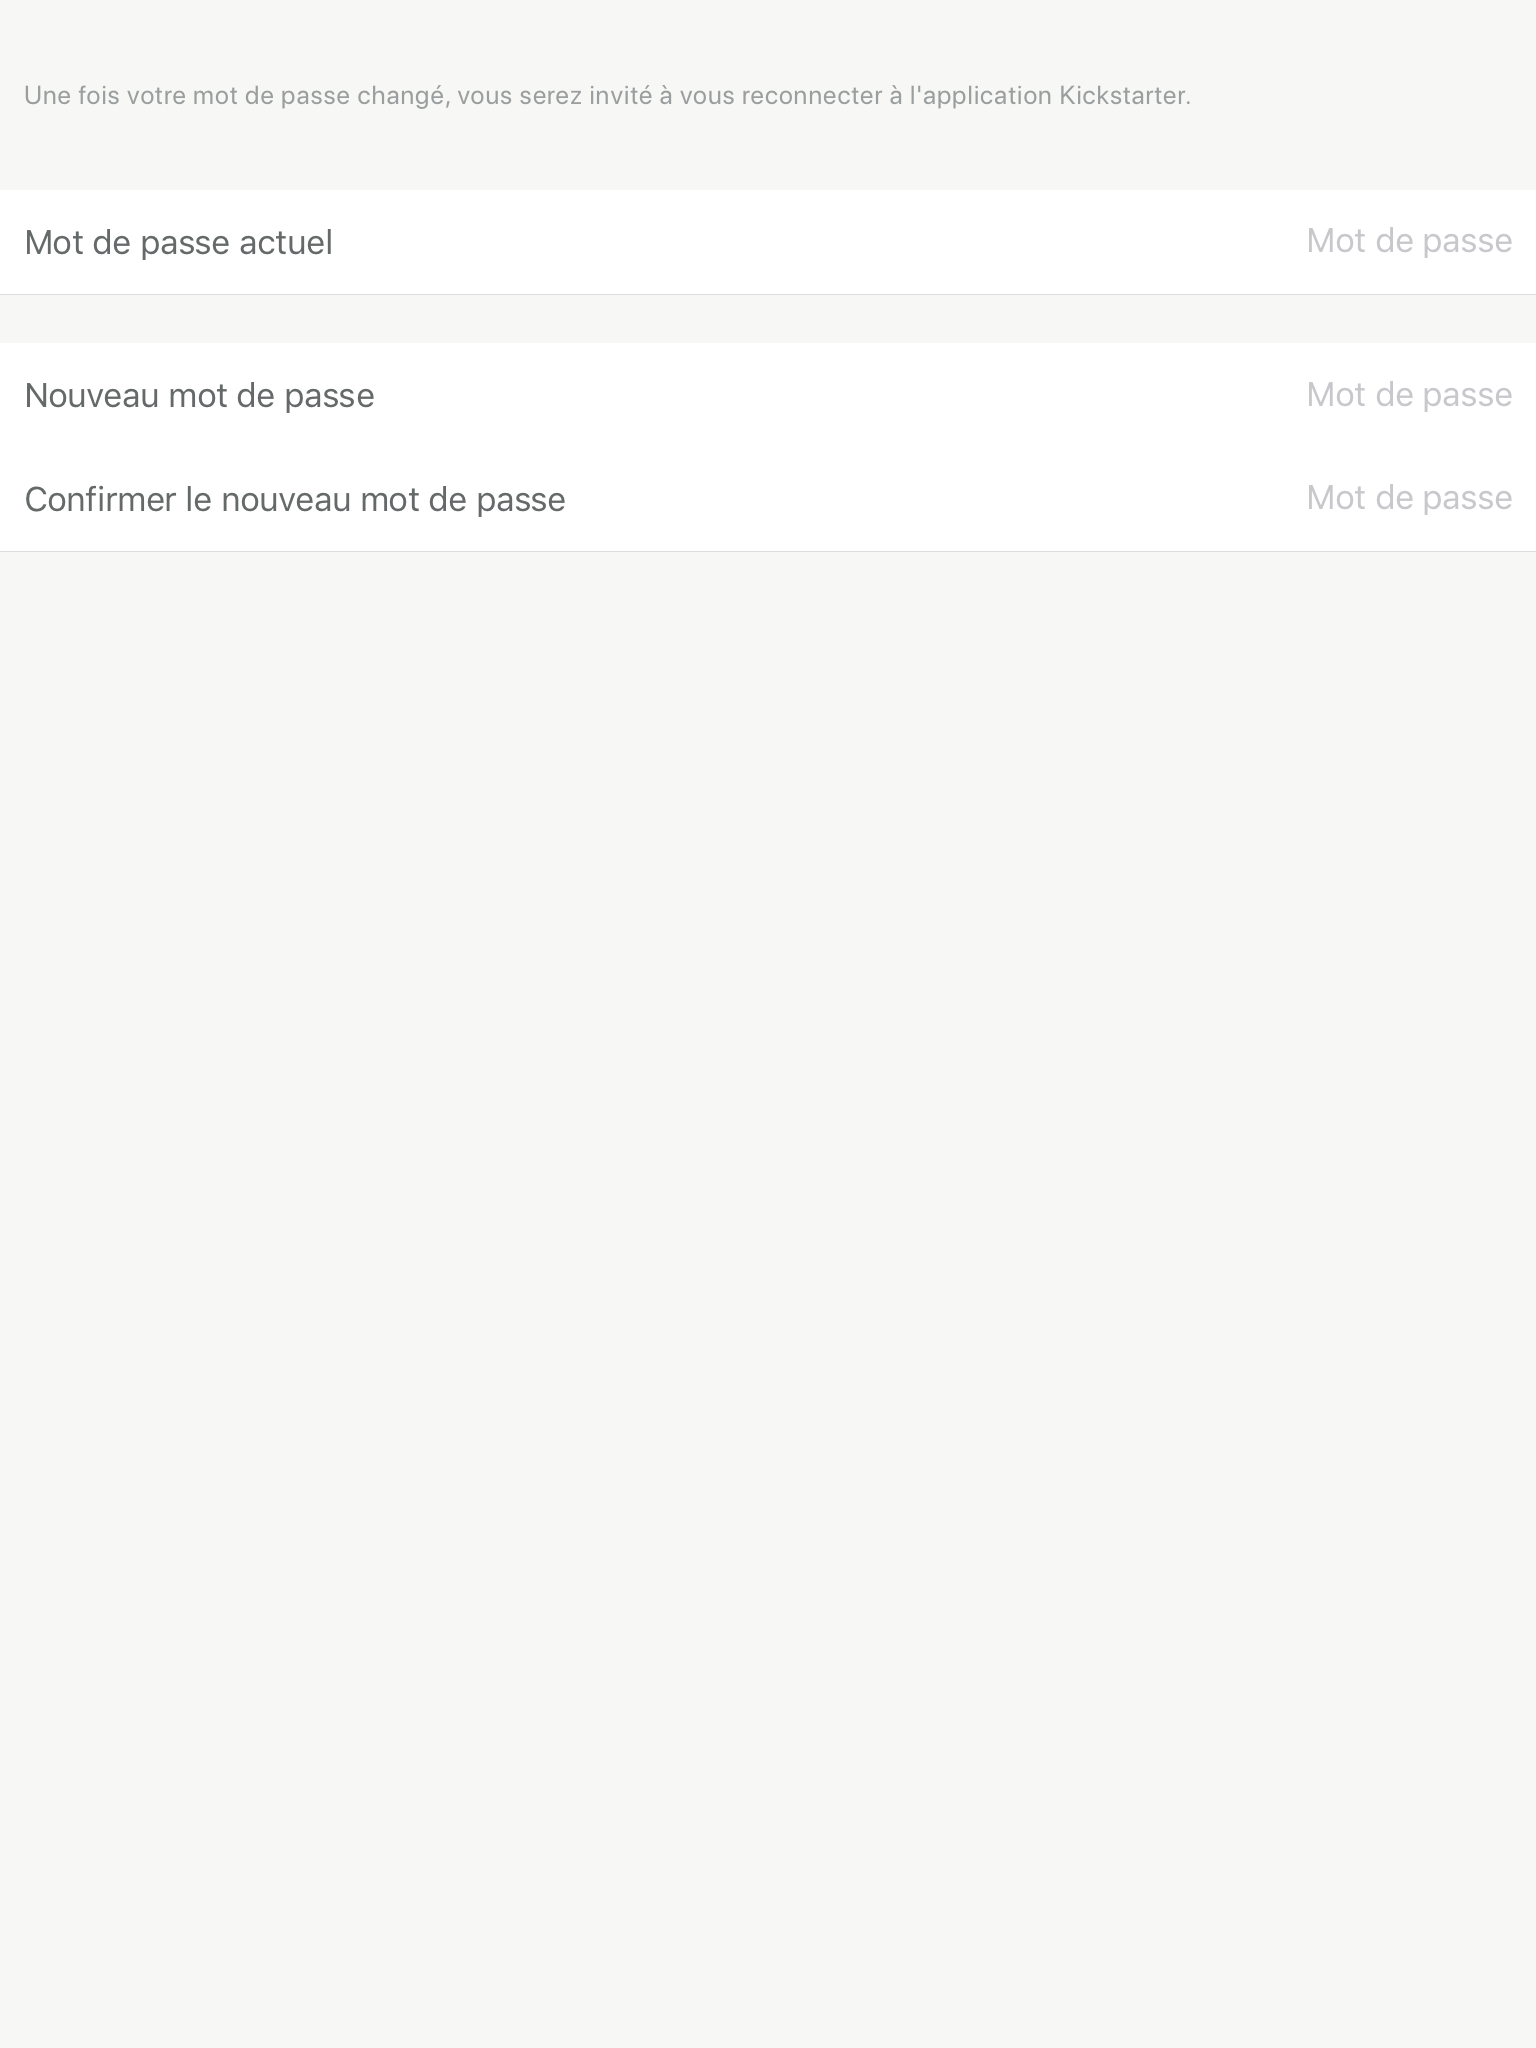 Une fois votre mot de passe changé, vous serez invité à vous reconnecter à l'application Kickstarter.
Mot de passe actuel Mot de passe
Nouveau mot de passe Mot de passe
Confirmer le nouveau mot de passe Mot de passe